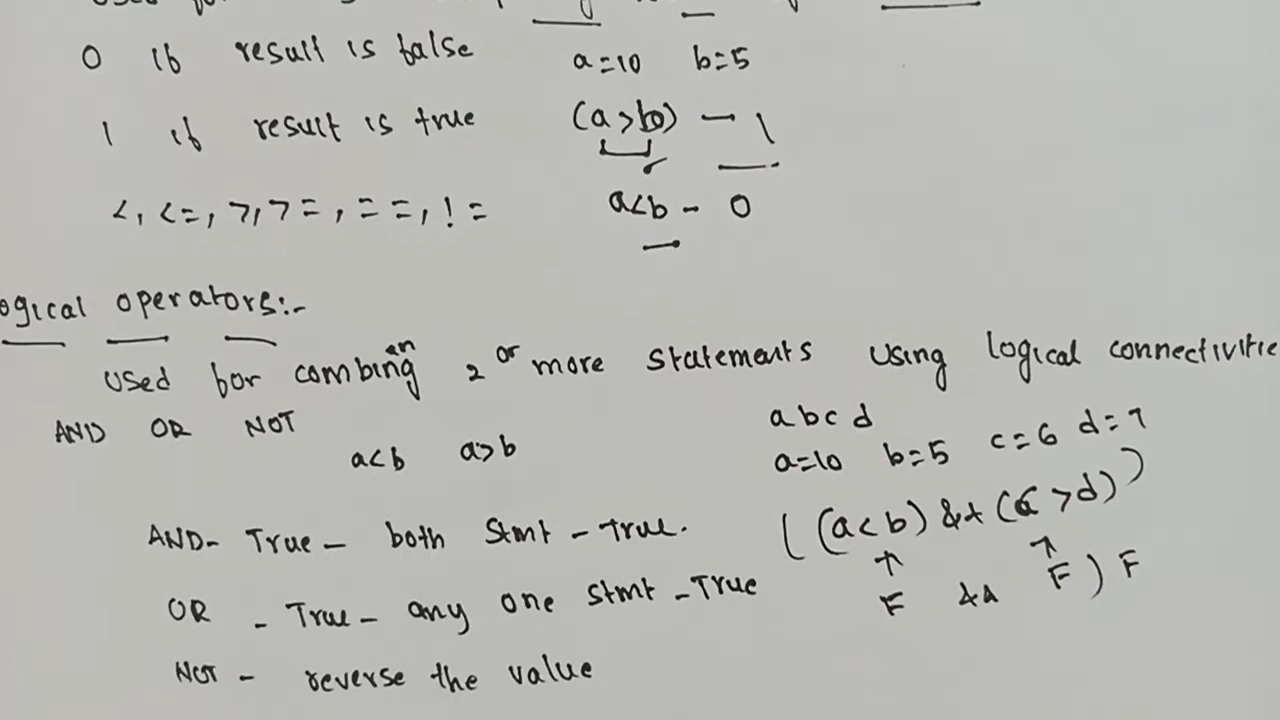 0 if result is false a=10 b=5
1 if result is true (a>b) - 1
<, <=, >, >=, ==, != a<b - 0
ogical operators:-
used for combing an 2 or more statements using logical connectivitie
AND OR NOT a<b a>b a b c d
a=10 b=5 c=6 d=7
AND- True - both stmt - true. ((a<b) && (c>d))
F && F) F
OR - True - any one stmt - True
NOT - reverse the value